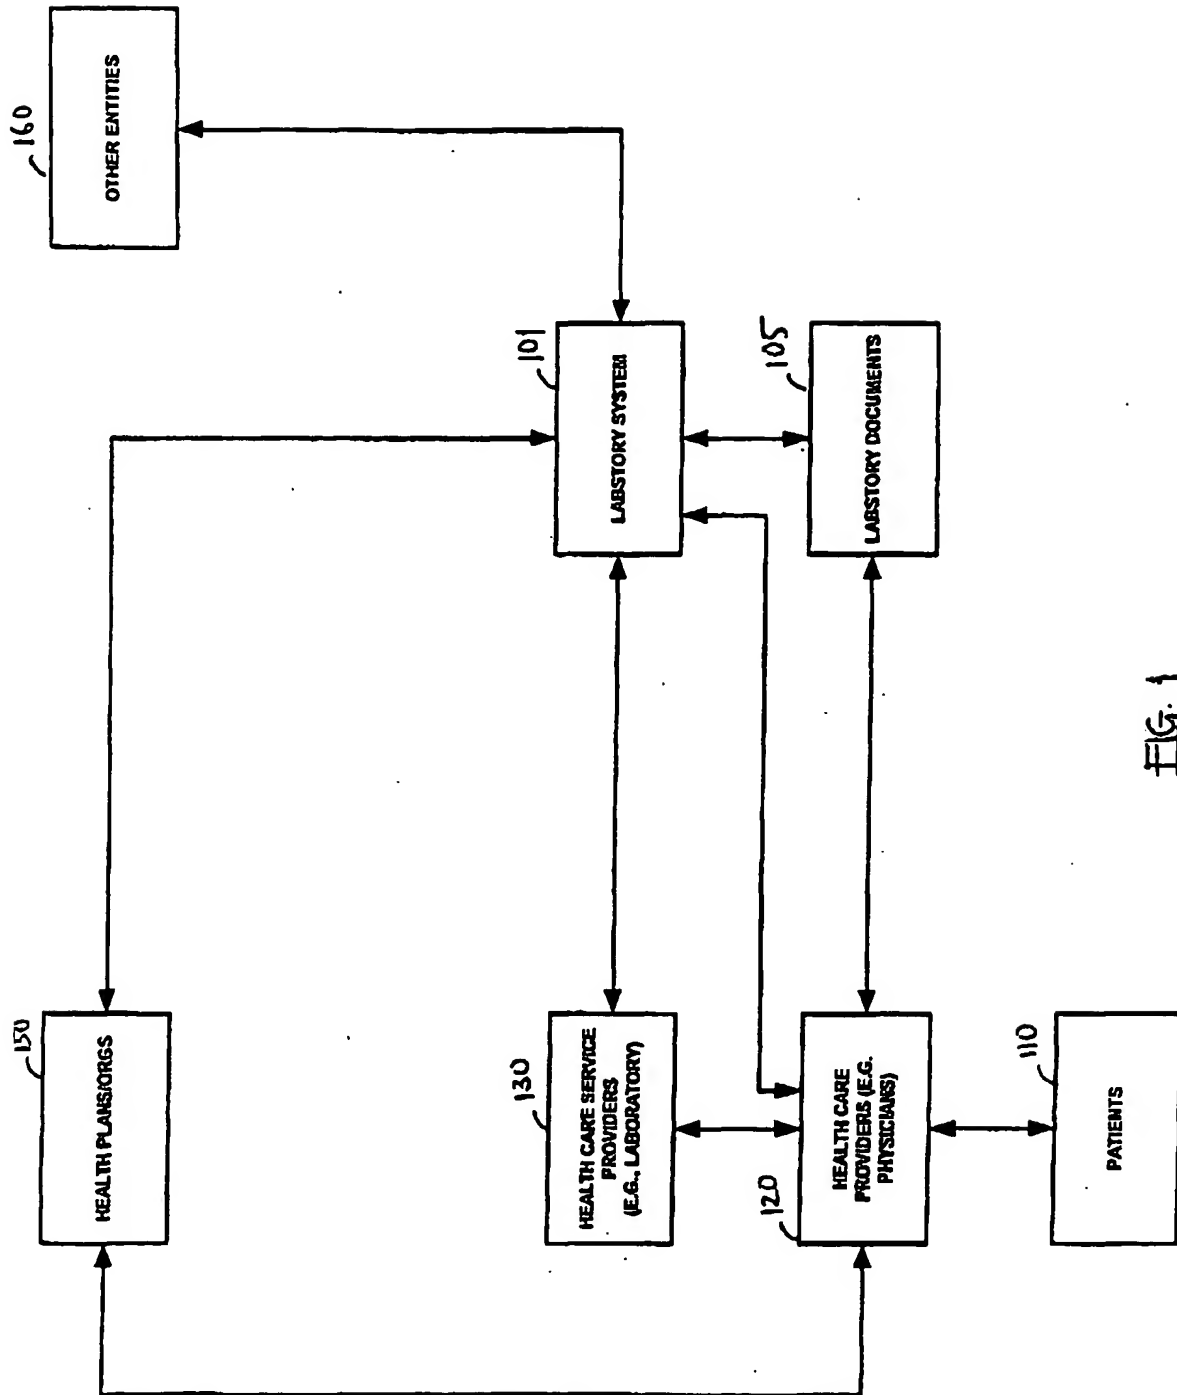 150
HEALTH PLANS/ORGS
160
OTHER ENTITIES
130
HEALTH CARE SERVICE
PROVIDERS
(E.G., LABORATORY)
101
LABSTORY SYSTEM
120
HEALTH CARE
PROVIDERS (E.G.
PHYSICIANS)
105
LABSTORY DOCUMENTS
110
PATIENTS
FIG. 1